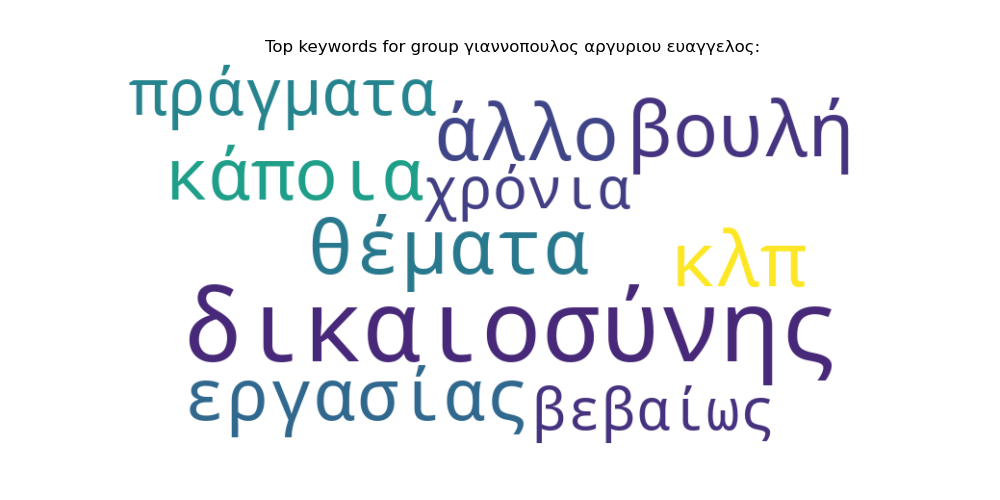 Top keywords for group γιαννοπουλος αργυριου ευαγγελος:
πράγματα
άλλο βουλή
κάποια χρόνια
θέματα κλπ
δικαιοσύνης
εργασίας βεβαίως